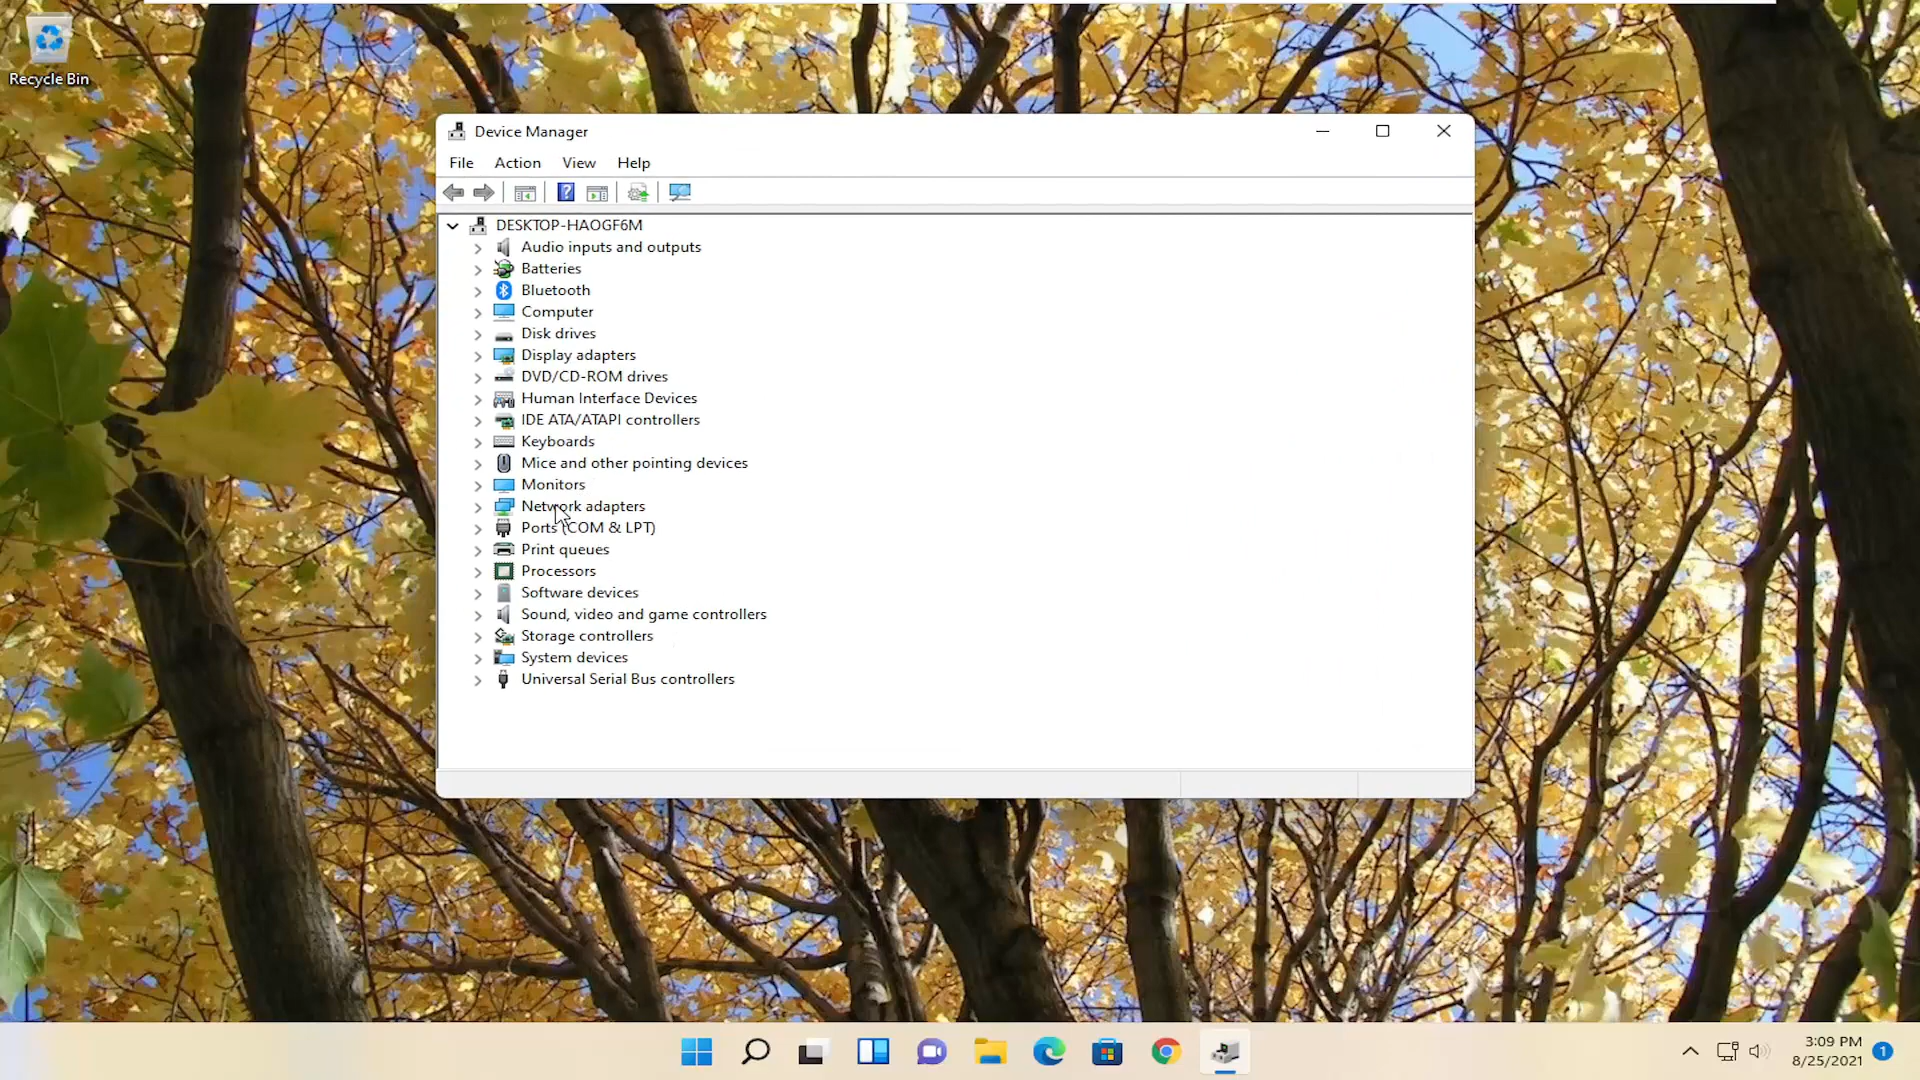 Recycle Bin
Device Manager
File Action View Help
?
DESKTOP-HAOGF6M
Audio inputs and outputs
Batteries
Bluetooth
Computer
Disk drives
Display adapters
DVD/CD-ROM drives
Human Interface Devices
IDE ATA/ATAPI controllers
Keyboards
Mice and other pointing devices
Monitors
Network adapters
Ports (COM & LPT)
Print queues
Processors
Software devices
Sound, video and game controllers
Storage controllers
System devices
Universal Serial Bus controllers
3:09 PM
8/25/2021
1